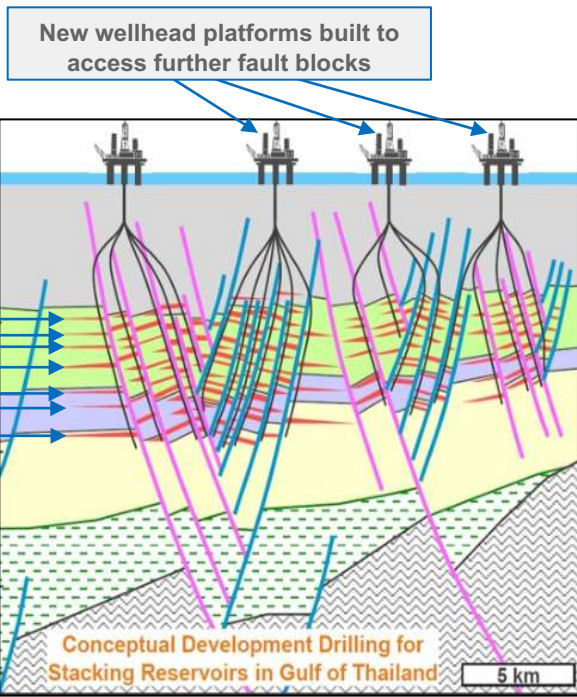 New wellhead platforms built to
access further fault blocks
Conceptual Development Drilling for
Stacking Reservoirs in Gulf of Thailand
5 km